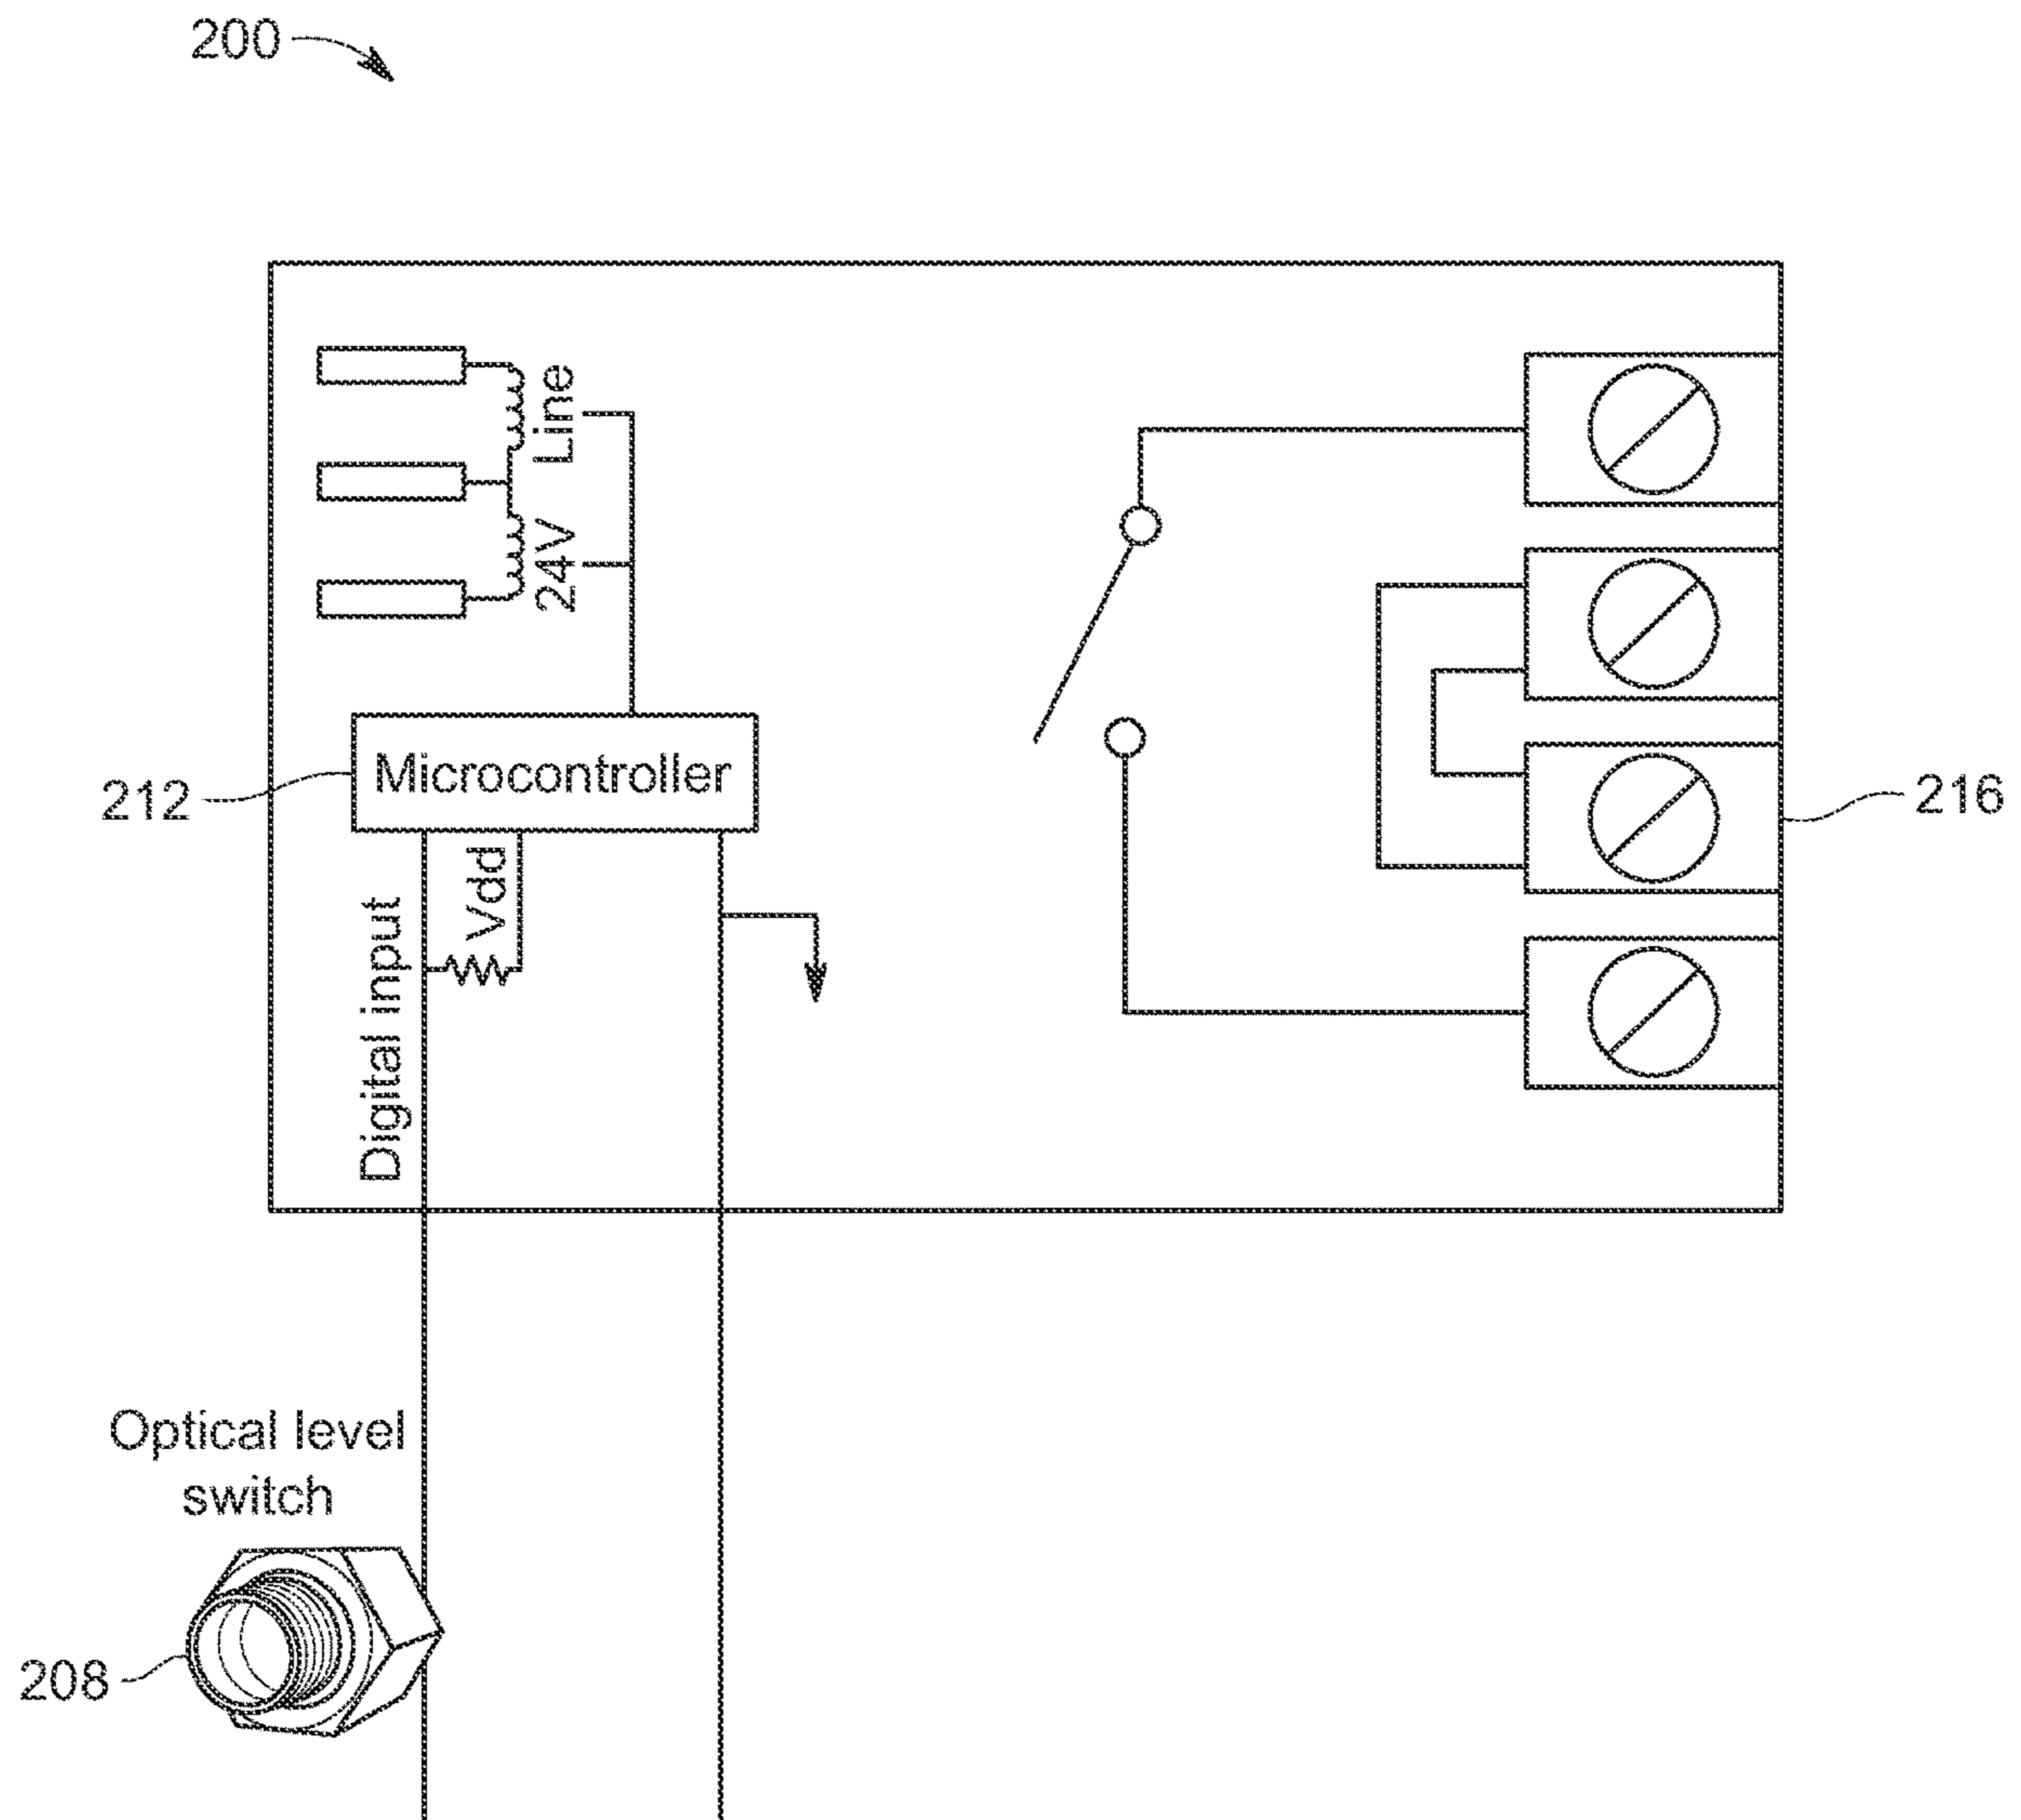 200
Line
24V
Microcontroller
212
216
Vdd
Digital input
Optical level
switch
208